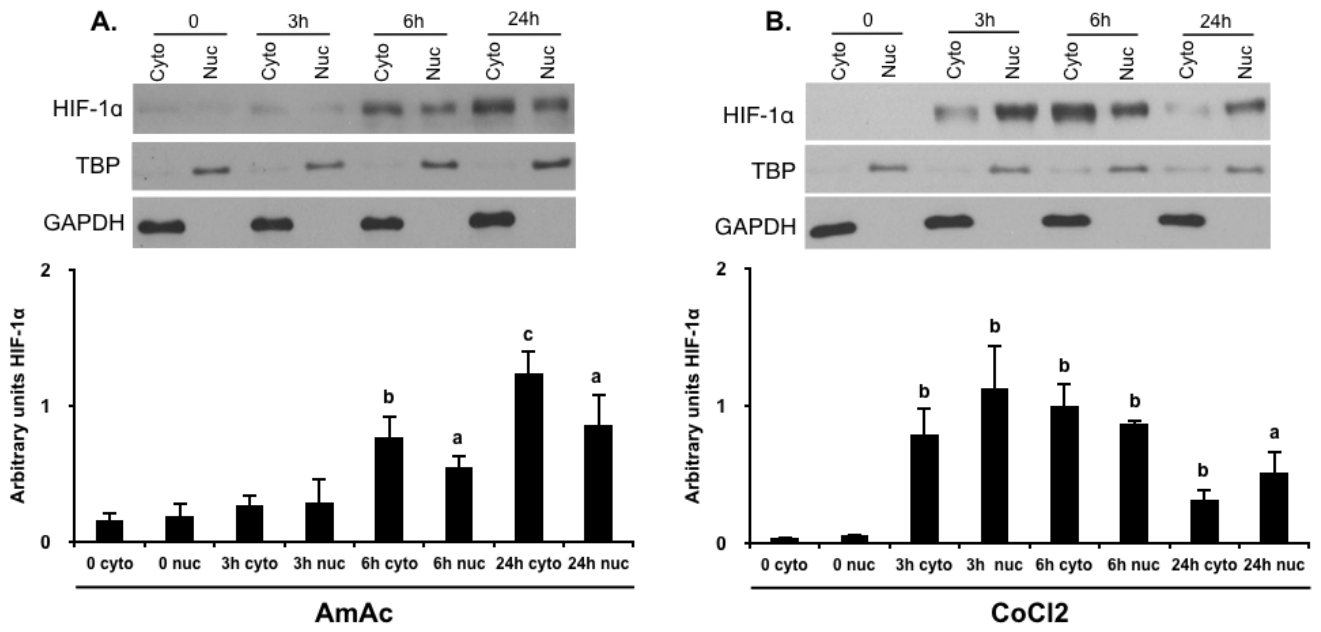 A.
0 3h 6h 24h
Cyto Nuc Cyto Nuc Cyto Nuc Cyto Nuc
HIF-1α
TBP
GAPDH
2
1
0
Arbitrary units HIF-1α
b
a
c
a
0 cyto 0 nuc 3h cyto 3h nuc 6h cyto 6h nuc 24h cyto 24h nuc
AmAc
B.
0 3h 6h 24h
Cyto Nuc Cyto Nuc Cyto Nuc Cyto Nuc
HIF-1α
TBP
GAPDH
2
1
0
Arbitrary units HIF-1α
b
b
b
b
b
a
0 cyto 0 nuc 3h cyto 3h nuc 6h cyto 6h nuc 24h cyto 24h nuc
CoCl2